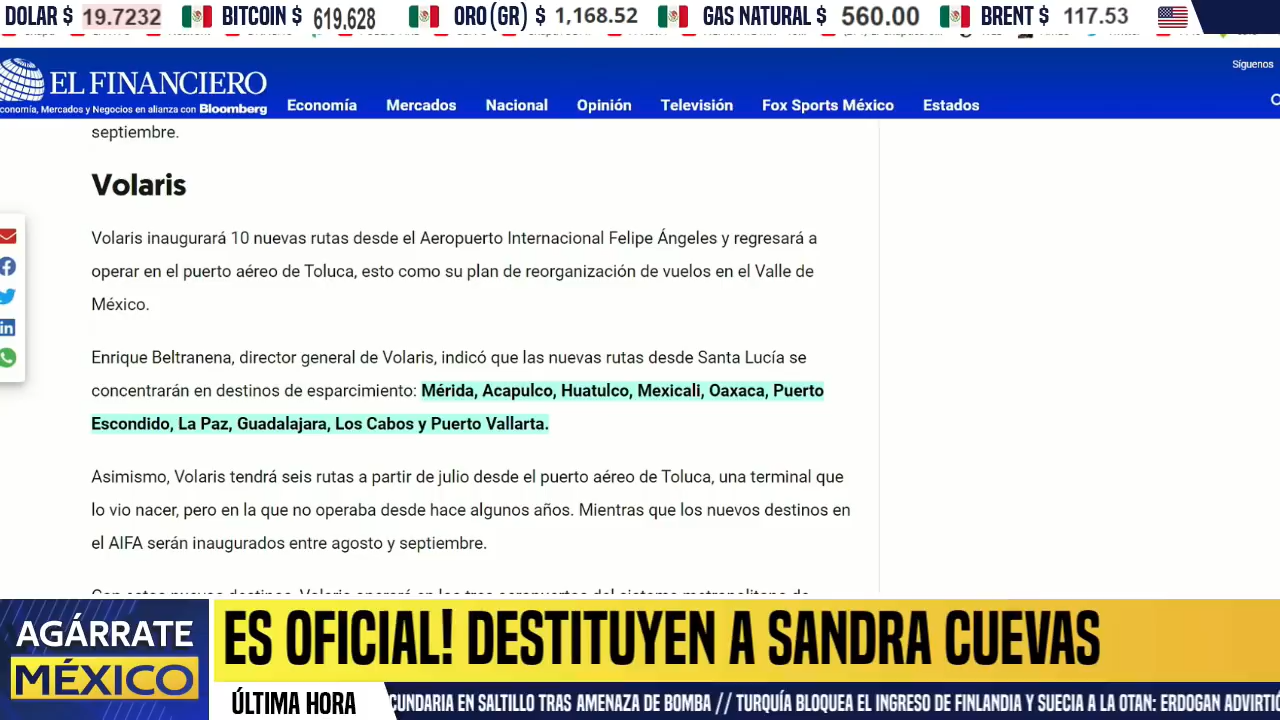 DOLAR $ 19.7232 BITCOIN $ 619.628 ORO(GR) $ 1,168.52 GAS NATURAL $ 560.00 BRENT $ 117.53
Síguenos
EL FINANCIERO
conomía, Mercados y Negocios en alianza con Bloomberg
Economía Mercados Nacional Opinión Televisión Fox Sports México Estados
septiembre.
Volaris
Volaris inaugurará 10 nuevas rutas desde el Aeropuerto Internacional Felipe Ángeles y regresará a
operar en el puerto aéreo de Toluca, esto como su plan de reorganización de vuelos en el Valle de
México.
Enrique Beltranena, director general de Volaris, indicó que las nuevas rutas desde Santa Lucía se
concentrarán en destinos de esparcimiento: Mérida, Acapulco, Huatulco, Mexicali, Oaxaca, Puerto
Escondido, La Paz, Guadalajara, Los Cabos y Puerto Vallarta.
Asimismo, Volaris tendrá seis rutas a partir de julio desde el puerto aéreo de Toluca, una terminal que
lo vio nacer, pero en la que no operaba desde hace algunos años. Mientras que los nuevos destinos en
el AIFA serán inaugurados entre agosto y septiembre.
AGÁRRATE
MÉXICO
ES OFICIAL! DESTITUYEN A SANDRA CUEVAS
ÚLTIMA HORA
CUNDARIA EN SALTILLO TRAS AMENAZA DE BOMBA // TURQUÍA BLOQUEA EL INGRESO DE FINLANDIA Y SUECIA A LA OTAN: ERDOGAN ADVIRTI